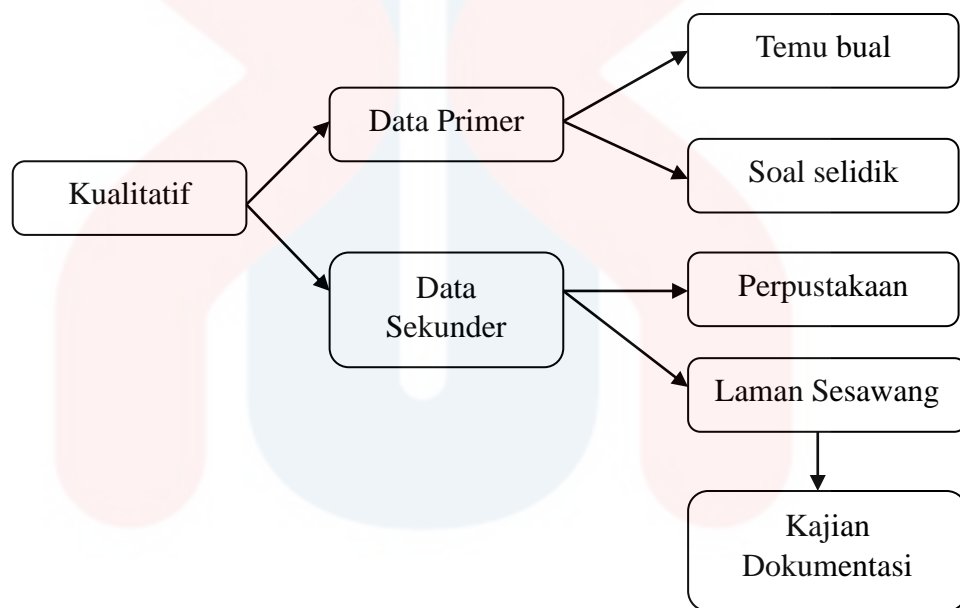 Kualitatif
Data Primer
Temu bual
Soal selidik
Data
Sekunder
Perpustakaan
Laman Sesawang
Kajian
Dokumentasi